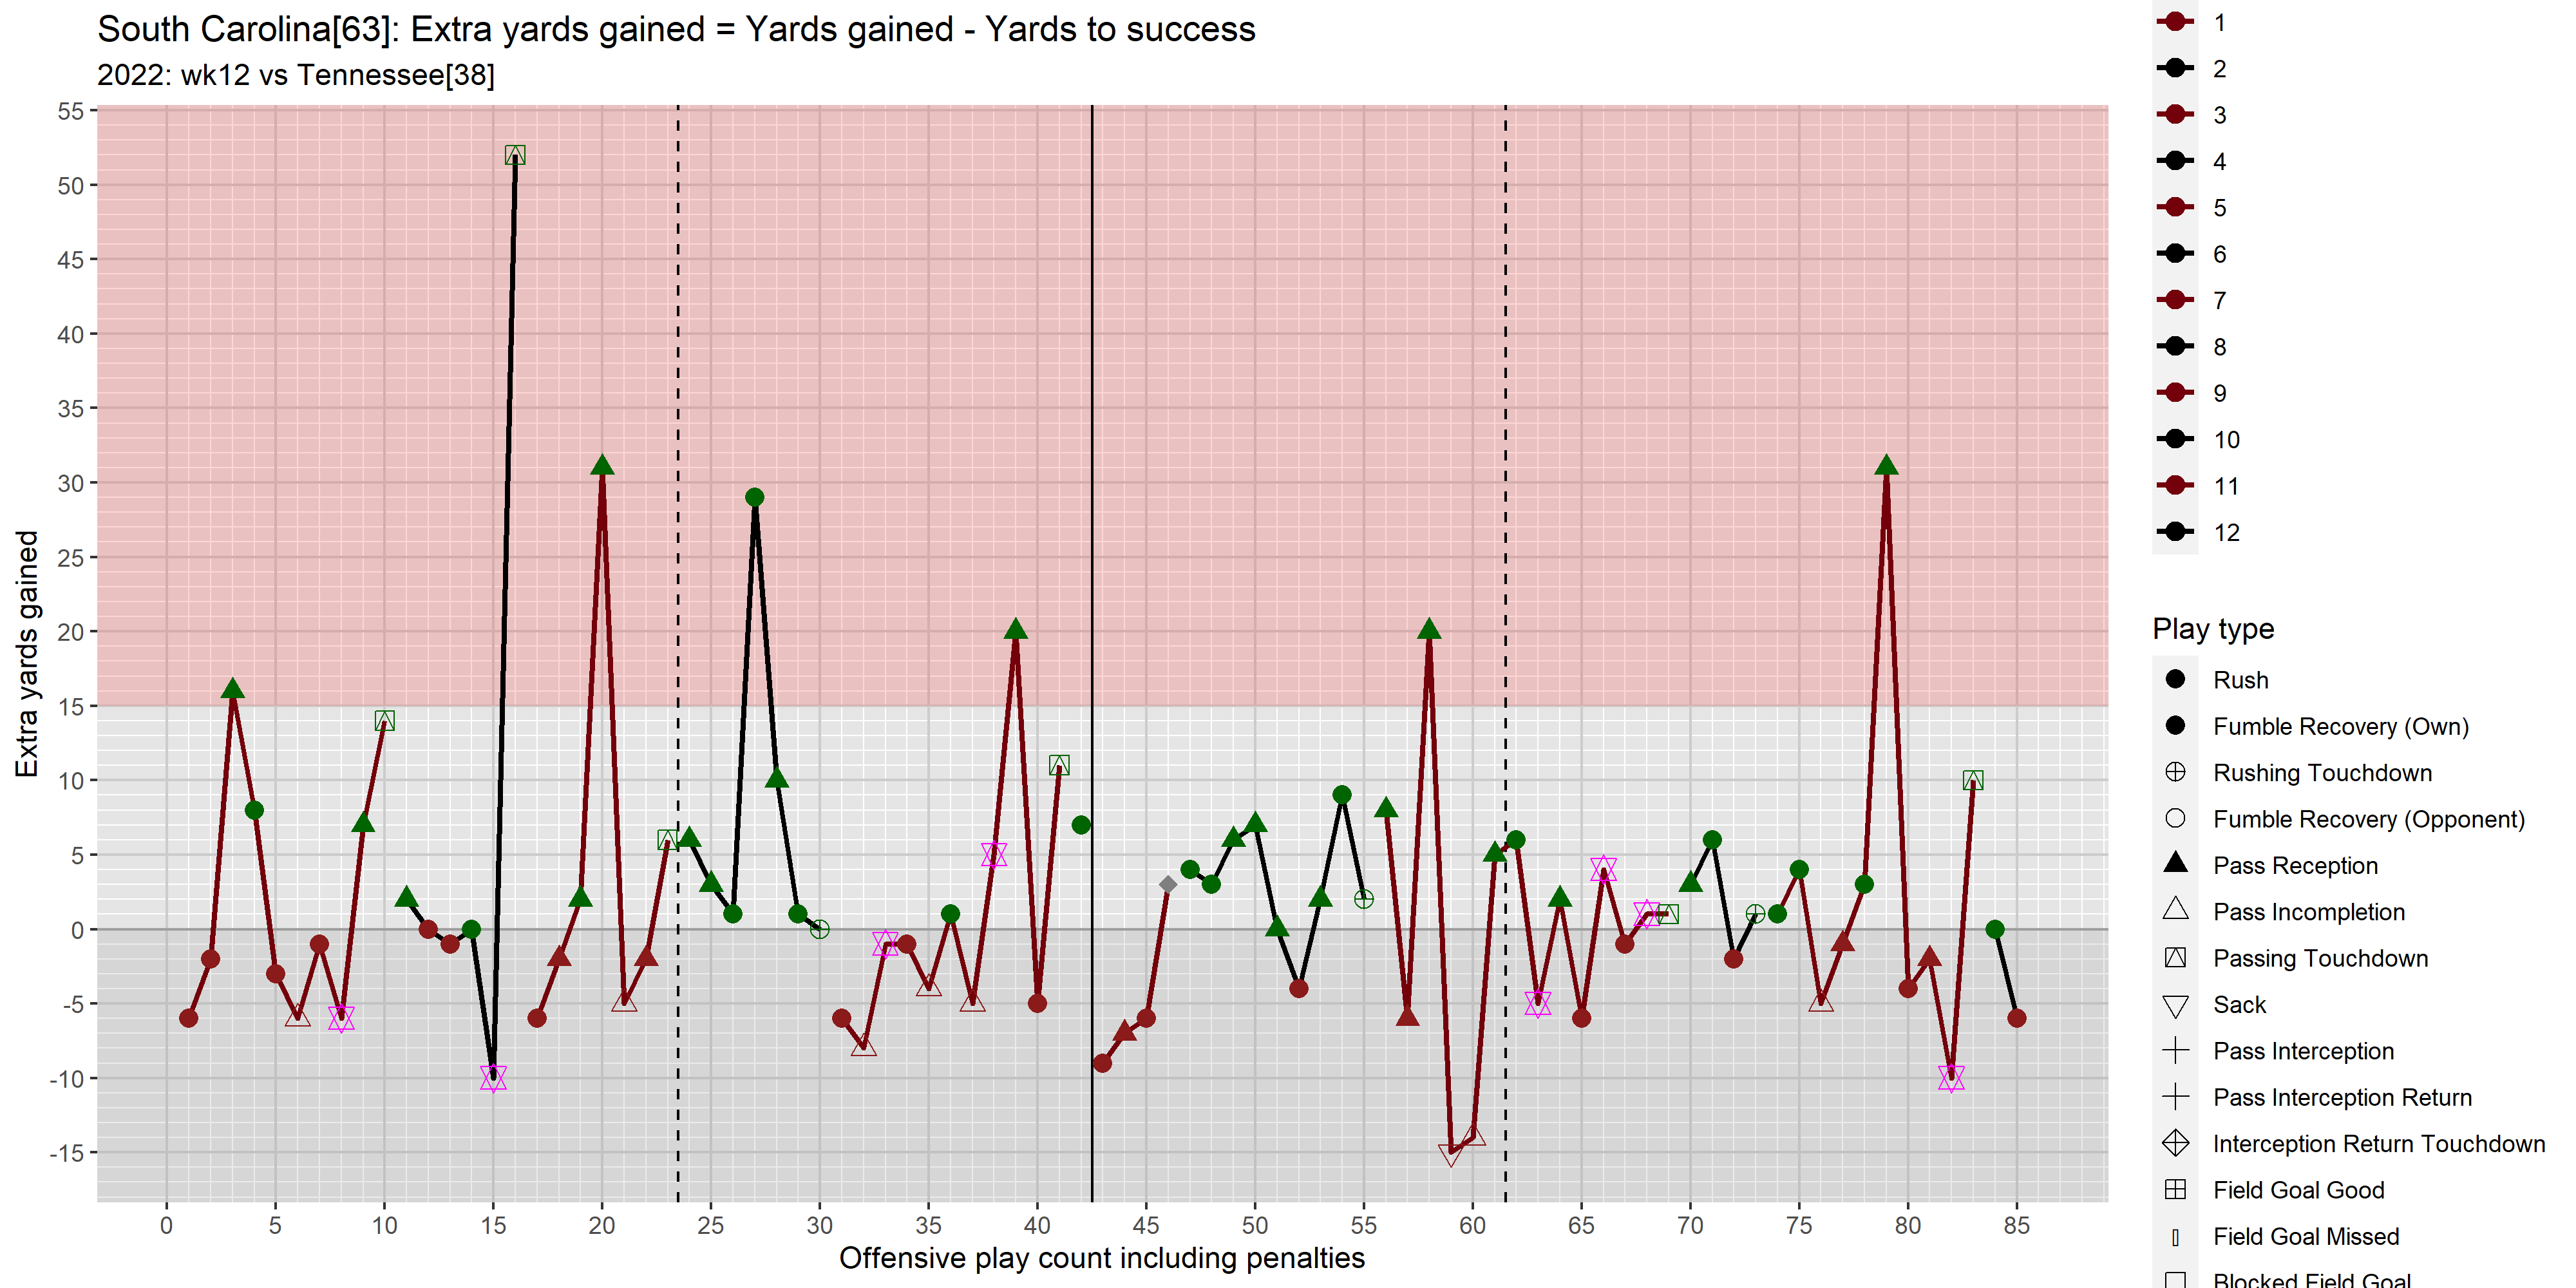 South Carolina[63]: Extra yards gained = Yards gained - Yards to success
2022: wk12 vs Tennessee[38]
Extra yards gained
55
50
45
40
35
30
25
20
15
10
5
0
-5
-10
-15
0 5 10 15 20 25 30 35 40 45 50 55 60 65 70 75 80 85
Offensive play count including penalties
1
2
3
4
5
6
7
8
9
10
11
12
Play type
Rush
Fumble Recovery (Own)
Rushing Touchdown
Fumble Recovery (Opponent)
Pass Reception
Pass Incompletion
Passing Touchdown
Sack
Pass Interception
Pass Interception Return
Interception Return Touchdown
Field Goal Good
Field Goal Missed
Blocked Field Goal